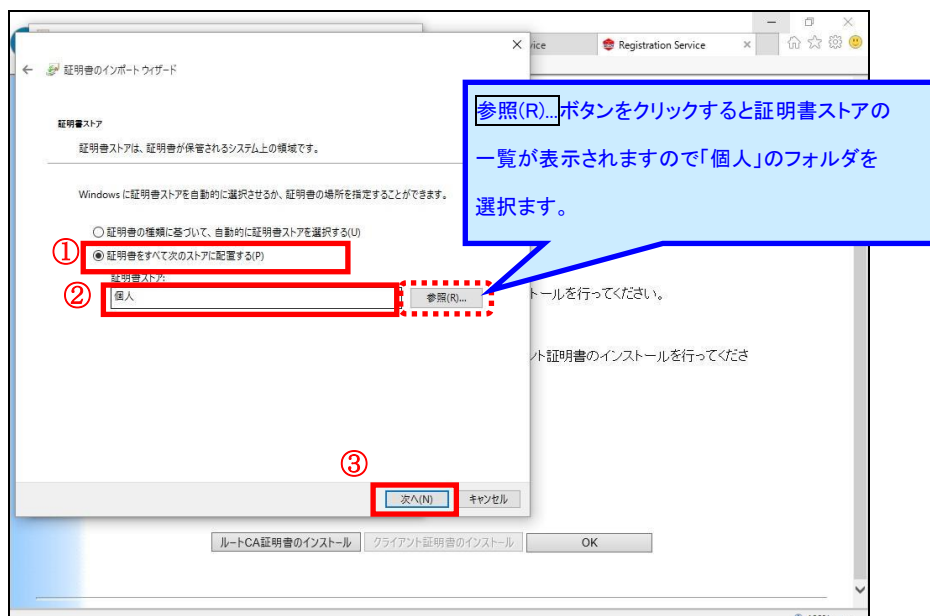 vice
Registration Service
証明書のインポート ウィザード
証明書ストア
証明書ストアは、証明書が保管されるシステム上の領域です。
Windows に証明書ストアを自動的に選択させるか、証明書の場所を指定することができます。
証明書の種類に基づいて、自動的に証明書ストアを選択する(U)
①
証明書をすべて次のストアに配置する(P)
証明書ストア:
②
個人
参照(R)...
参照(R)...ボタンをクリックすると証明書ストアの
一覧が表示されますので「個人」のフォルダを
選択ます。
トールを行ってください。
ント証明書のインストールを行ってくださ
③
次へ(N)
キャンセル
ルートCA証明書のインストール
クライアント証明書のインストール
OK